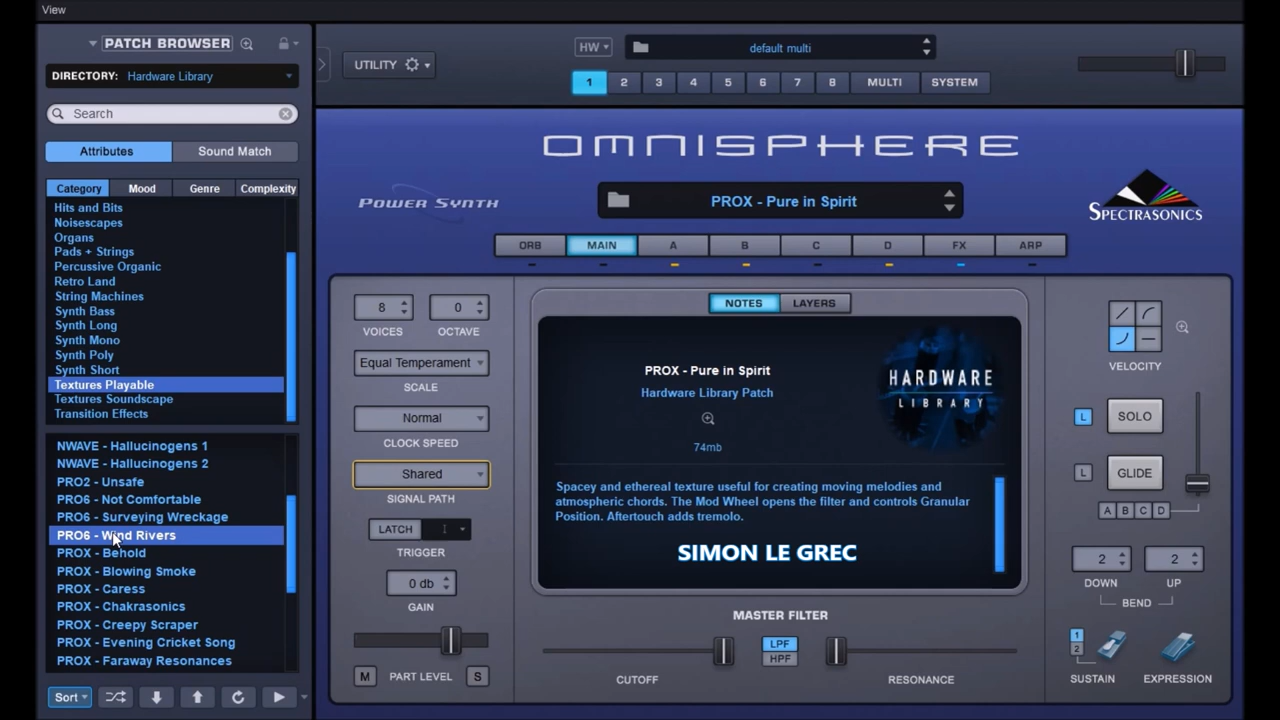 View
PATCH BROWSER
DIRECTORY: Hardware Library
Search
Attributes
Sound Match
Category
Mood
Genre
Complexity
Hits and Bits
Noisescapes
Organs
Pads + Strings
Percussive Organic
Retro Land
String Machines
Synth Bass
Synth Long
Synth Mono
Synth Poly
Synth Short
Textures Playable
Textures Soundscape
Transition Effects
NWAVE - Hallucinogens 1
NWAVE - Hallucinogens 2
PRO2 - Unsafe
PRO6 - Not Comfortable
PRO6 - Surveying Wreckage
PRO6 - Wind Rivers
PROX - Behold
PROX - Blowing Smoke
PROX - Caress
PROX - Chakrasonics
PROX - Creepy Scraper
PROX - Evening Cricket Song
PROX - Faraway Resonances
Sort
UTILITY
HW
default multi
1 2 3 4 5 6 7 8 MULTI SYSTEM
OMNISPHERE
POWER SYNTH
PROX - Pure in Spirit
SPECTRASONICS
ORB MAIN A B C D FX ARP
8
VOICES
0
OCTAVE
Equal Temperament
SCALE
Normal
CLOCK SPEED
Shared
SIGNAL PATH
LATCH
TRIGGER
0 db
GAIN
M PART LEVEL S
NOTES
LAYERS
PROX - Pure in Spirit
Hardware Library Patch
74mb
HARDWARE
LIBRARY
Spacey and ethereal texture useful for creating moving melodies and
atmospheric chords. The Mod Wheel opens the filter and controls Granular
Position. Aftertouch adds tremolo.
SIMON LE GREC
MASTER FILTER
LPF
HPF
CUTOFF
RESONANCE
VELOCITY
L SOLO
L GLIDE
A B C D
2
DOWN
2
UP
BEND
1
2
SUSTAIN
EXPRESSION